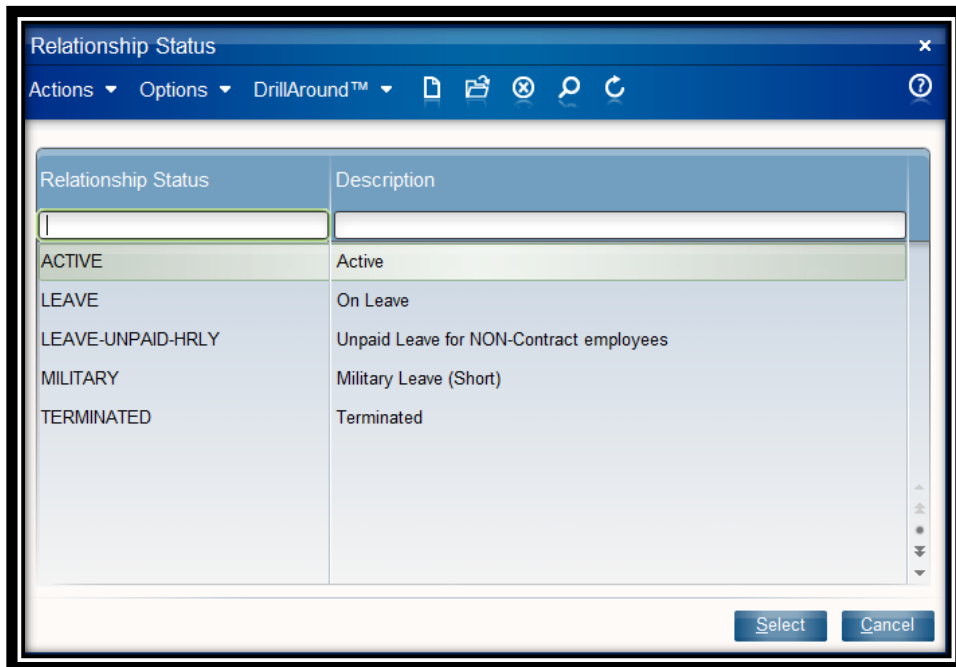 Relationship Status
Actions Options DrillAround™
Relationship Status Description
ACTIVE Active
LEAVE On Leave
LEAVE-UNPAID-HRLY Unpaid Leave for NON-Contract employees
MILITARY Military Leave (Short)
TERMINATED Terminated
Select Cancel